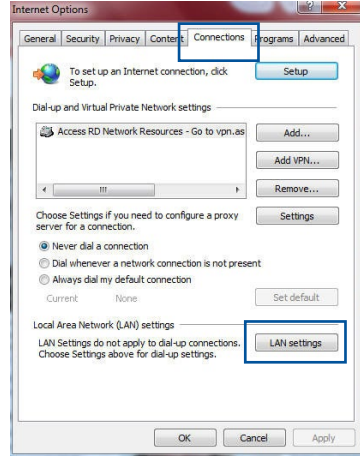 Internet Options
General Security Privacy Content Connections Programs Advanced
To set up an Internet connection, click Setup.
Setup
Dial-up and Virtual Private Network settings
Access RD Network Resources - Go to vpn.as
Add...
Add VPN...
Remove...
Choose Settings if you need to configure a proxy
server for a connection.
Settings
Never dial a connection
Dial whenever a network connection is not present
Always dial my default connection
Current None
Set default
Local Area Network (LAN) settings
LAN Settings do not apply to dial-up connections.
Choose Settings above for dial-up settings.
LAN settings
OK Cancel Apply